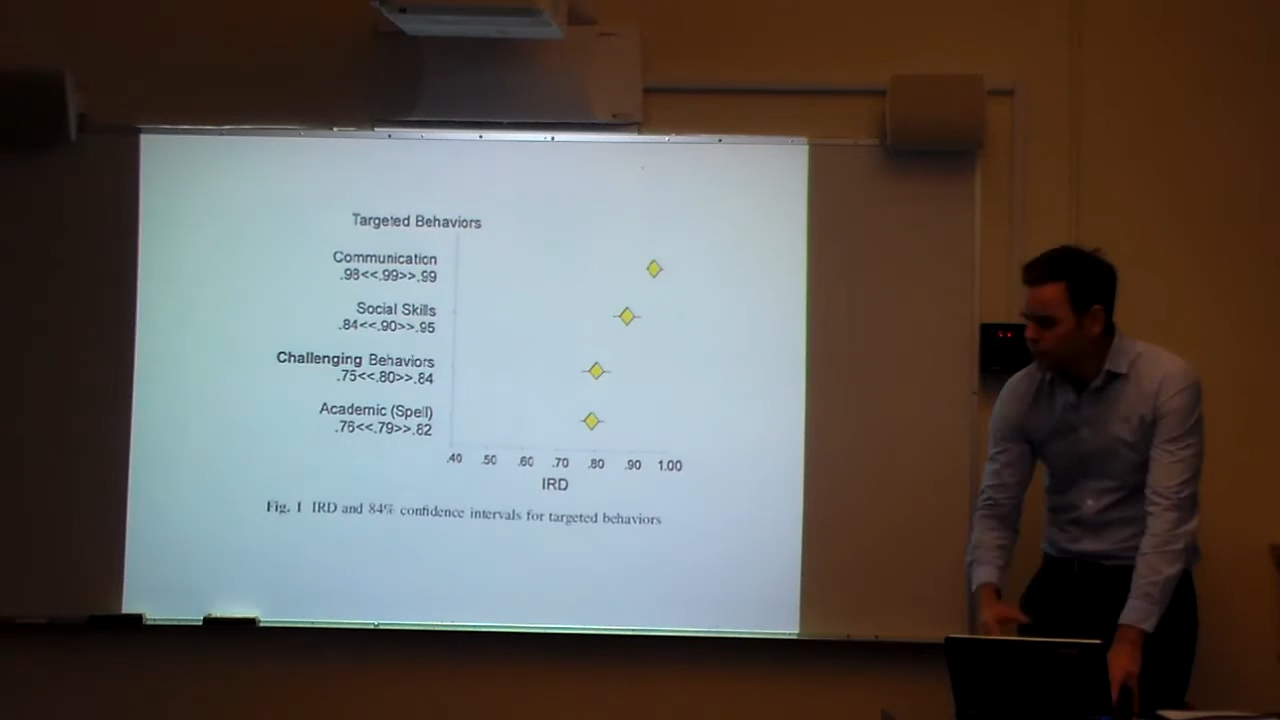 Targeted Behaviors
Communication
.98<<.99>>.99
Social Skills
.84<<.90>>.95
Challenging Behaviors
.75<<.80>>.84
Academic (Spell)
.76<<.79>>.82
.40 .50 .60 .70 .80 .90 1.00
IRD
Fig. 1 IRD and 84% confidence intervals for targeted behaviors